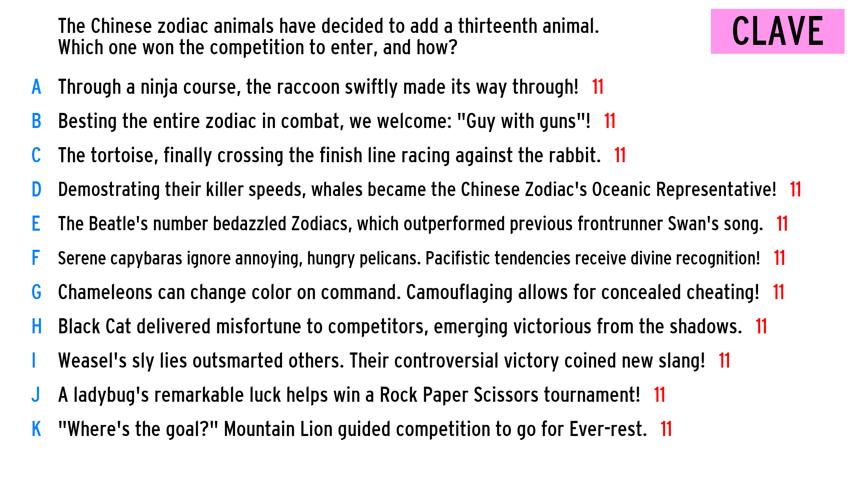 The Chinese zodiac animals have decided to add a thirteenth animal.
Which one won the competition to enter, and how?
CLAVE
A Through a ninja course, the raccoon swiftly made its way through! 11
B Besting the entire zodiac in combat, we welcome: "Guy with guns"! 11
C The tortoise, finally crossing the finish line racing against the rabbit. 11
D Demostrating their killer speeds, whales became the Chinese Zodiac's Oceanic Representative! 11
E The Beatle's number bedazzled Zodiacs, which outperformed previous frontrunner Swan's song. 11
F Serene capybaras ignore annoying, hungry pelicans. Pacifistic tendencies receive divine recognition! 11
G Chameleons can change color on command. Camouflaging allows for concealed cheating! 11
H Black Cat delivered misfortune to competitors, emerging victorious from the shadows. 11
I Weasel's sly lies outsmarted others. Their controversial victory coined new slang! 11
J A ladybug's remarkable luck helps win a Rock Paper Scissors tournament! 11
K "Where's the goal?" Mountain Lion guided competition to go for Ever-rest. 11